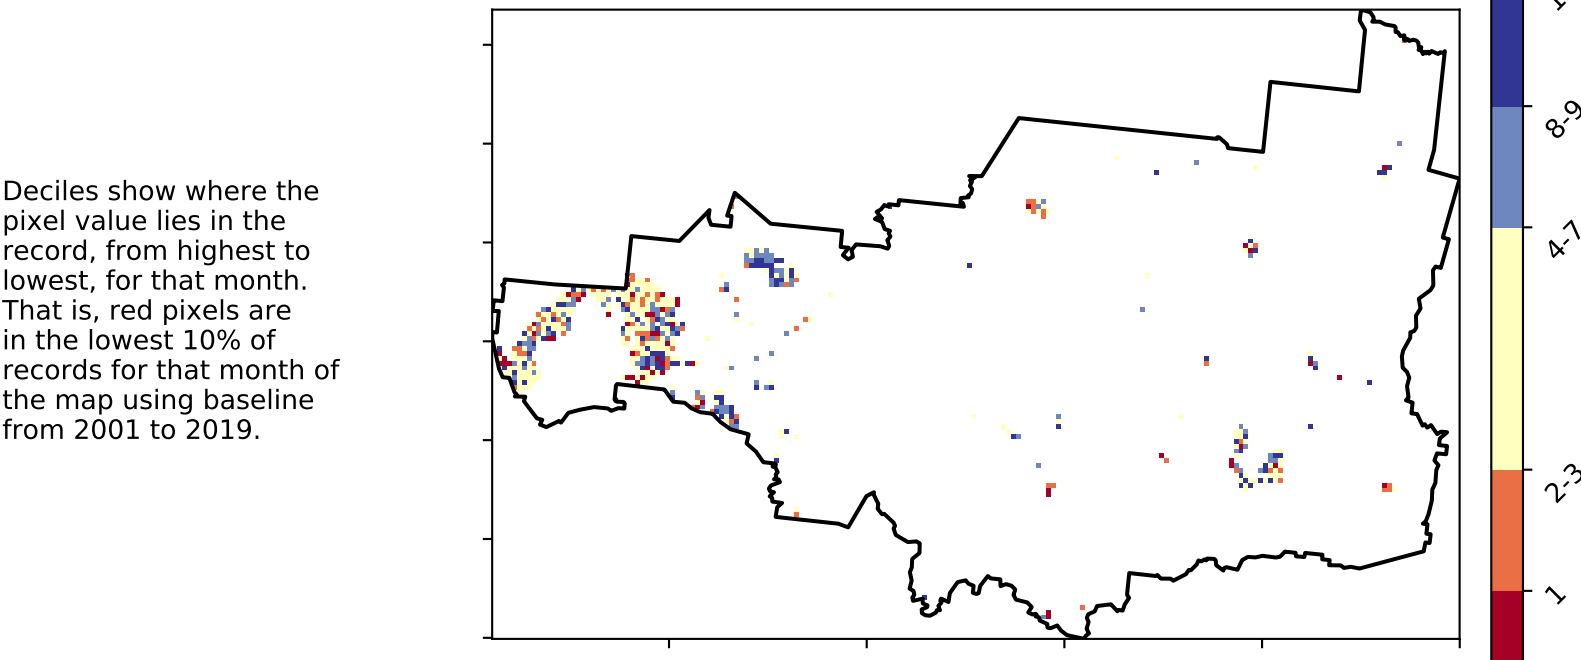 Deciles show where the
pixel value lies in the
record, from highest to
lowest, for that month.
That is, red pixels are
in the lowest 10% of
records for that month of
the map using baseline
from 2001 to 2019.
8-9
4-7
2-3
1